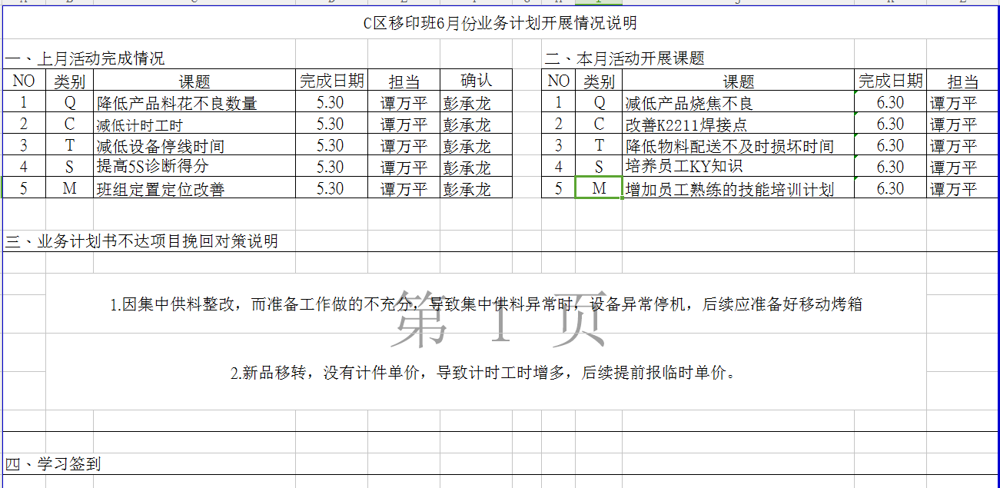 C区移印班6月份业务计划开展情况说明
一、上月活动完成情况
NO 类别 课题 完成日期 担当 确认
1 Q 降低产品料花不良数量 5.30 谭万平 彭承龙
2 C 减低计时工时 5.30 谭万平 彭承龙
3 T 减低设备停线时间 5.30 谭万平 彭承龙
4 S 提高5S诊断得分 5.30 谭万平 彭承龙
5 M 班组定置定位改善 5.30 谭万平 彭承龙
二、本月活动开展课题
NO 类别 课题 完成日期 担当
1 Q 减低产品烧焦不良 6.30 谭万平
2 C 改善K2211焊接点 6.30 谭万平
3 T 降低物料配送不及时损坏时间 6.30 谭万平
4 S 培养员工KY知识 6.30 谭万平
5 M 增加员工熟练的技能培训计划 6.30 谭万平
三、业务计划书不达项目挽回对策说明
1.因集中供料整改，而准备工作做的不充分，导致集中供料异常时，设备异常停机，后续应准备好移动烤箱
第 1 页
2.新品移转，没有计件单价，导致计时工时增多，后续提前报临时单价。
四、学习签到